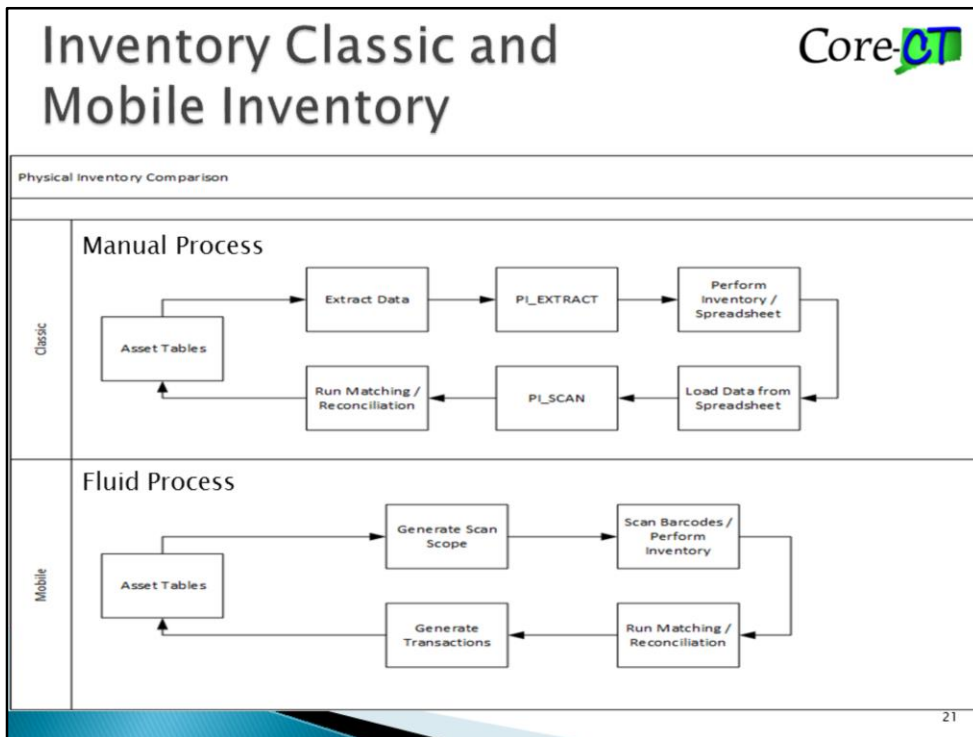 Inventory Classic and
Mobile Inventory
Core-CT
Physical Inventory Comparison
Classic
Manual Process
Asset Tables
Extract Data
PI_EXTRACT
Perform
Inventory /
Spreadsheet
Load Data from
Spreadsheet
PI_SCAN
Run Matching /
Reconciliation
Mobile
Fluid Process
Asset Tables
Generate Scan
Scope
Scan Barcodes /
Perform
Inventory
Run Matching /
Reconciliation
Generate
Transactions
21